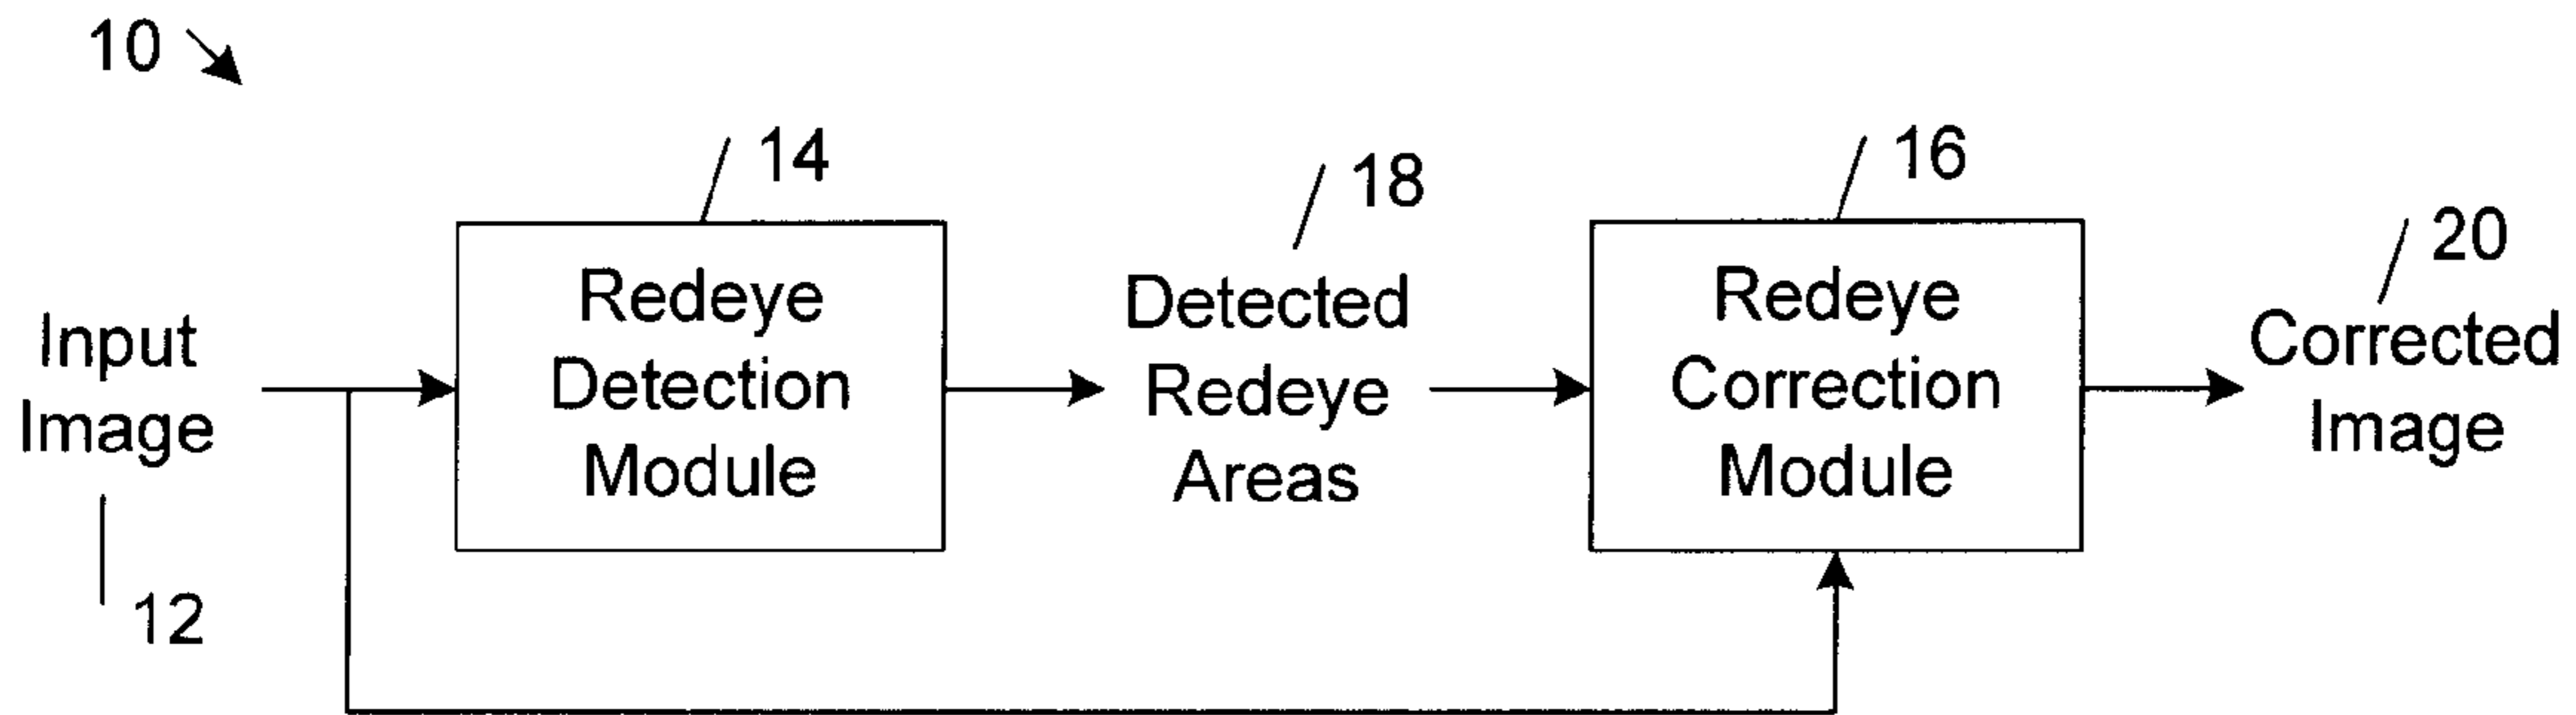 10
14
18
16
20
Input
Image
12
Redeye
Detection
Module
Detected
Redeye
Areas
Redeye
Correction
Module
Corrected
Image